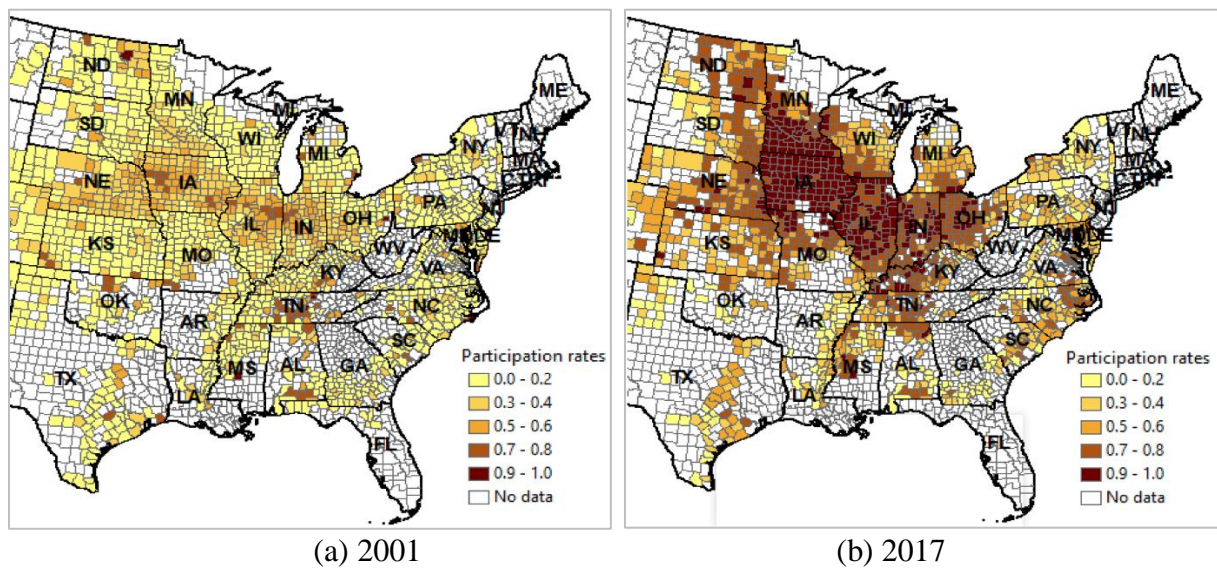 ND
MN
SD
WI
MI
MI
NE
IA
IL
IN
OH
PA
NY
ME
KS
MO
KY
WV
VA
OK
AR
TN
NC
SC
TX
LA
MS
AL
GA
FL
Participation rates
0.0 - 0.2
0.3 - 0.4
0.5 - 0.6
0.7 - 0.8
0.9 - 1.0
No data
ND
MN
SD
WI
MI
MI
NE
IA
IL
IN
OH
PA
NY
VT
NH
MA
ME
KS
MO
KY
WV
VA
OK
AR
TN
NC
SC
TX
LA
MS
AL
GA
FL
Participation rates
0.0 - 0.2
0.3 - 0.4
0.5 - 0.6
0.7 - 0.8
0.9 - 1.0
No data
(a) 2001
(b) 2017